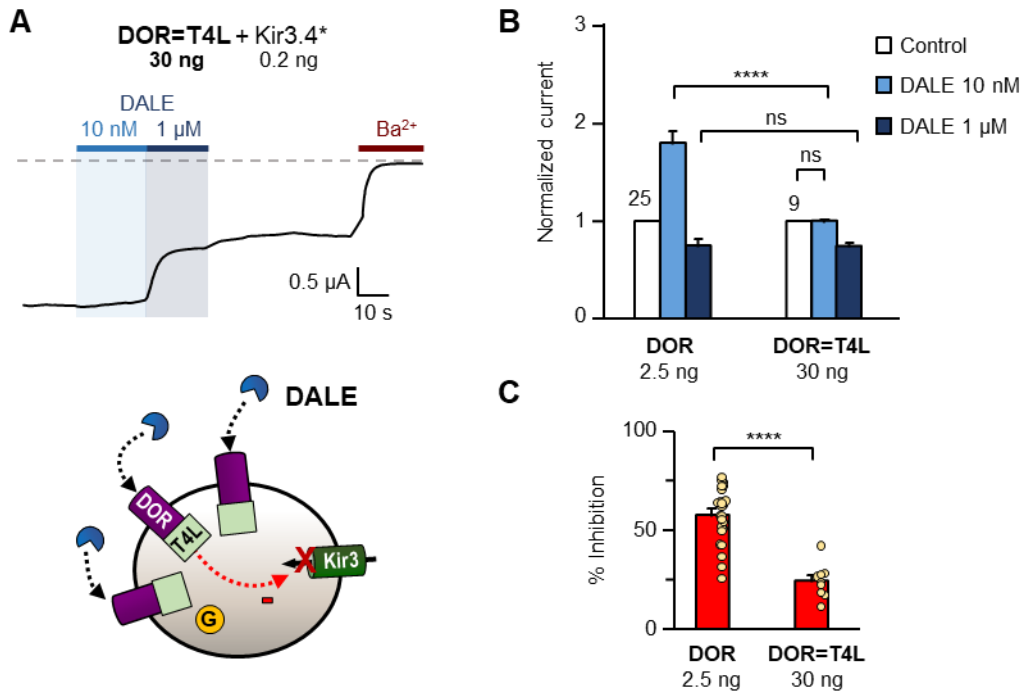 A
DOR=T4L + Kir3.4*
30 ng 0.2 ng
DALE
10 nM 1 µM
Ba2+
0.5 µA
10 s
DALE
DOR
T4L
X
Kir3
G
B
Normalized current
3
2
1
0
Control
DALE 10 nM
DALE 1 µM
****
ns
ns
25
9
DOR
2.5 ng
DOR=T4L
30 ng
C
% Inhibition
100
50
0
****
DOR
2.5 ng
DOR=T4L
30 ng